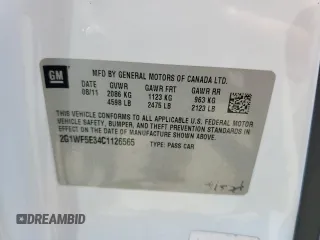 GM
MFD BY GENERAL MOTORS OF CANADA LTD.
DATE GVWR GAWR FRT GAWR RR
08/11 2086 KG 1123 KG 963 KG
4598 LB 2475 LB 2123 LB
THIS VEHICLE CONFORMS TO ALL APPLICABLE U.S. FEDERAL MOTOR
VEHICLE SAFETY, BUMPER, AND THEFT PREVENTION STANDARDS
IN EFFECT ON THE DATE OF MANUFACTURE SHOWN ABOVE.
2G1WF5E34C1126565 TYPE: PASS CAR
DREAMBID